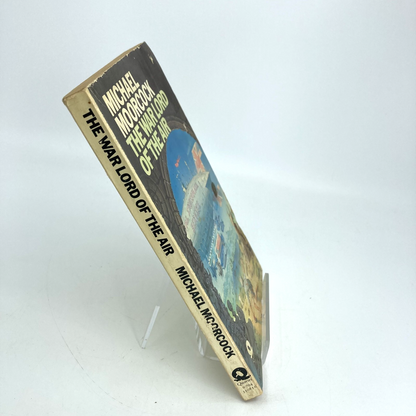 MICHAEL
MOORCOCK
THE WAR LORD
OF THE AIR
THE WAR LORD OF THE AIR
MICHAEL MOORCOCK